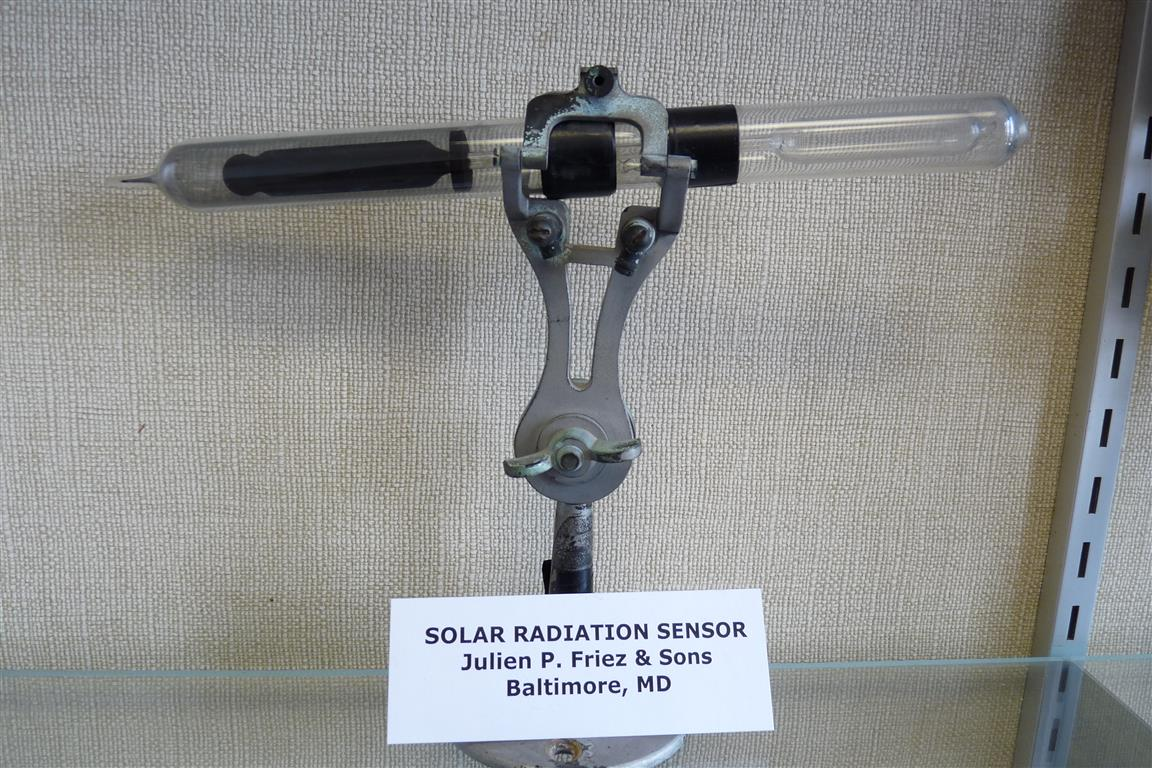 SOLAR RADIATION SENSOR
Julien P. Friez & Sons
Baltimore, MD